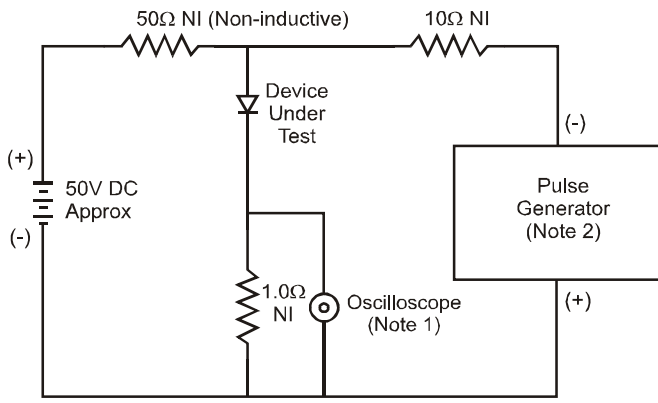 50Ω NI (Non-inductive)
10Ω NI
Device
Under
Test
(-)
(+)
50V DC
Approx
(-)
Pulse
Generator
(Note 2)
1.0Ω
NI
Oscilloscope
(Note 1)
(+)